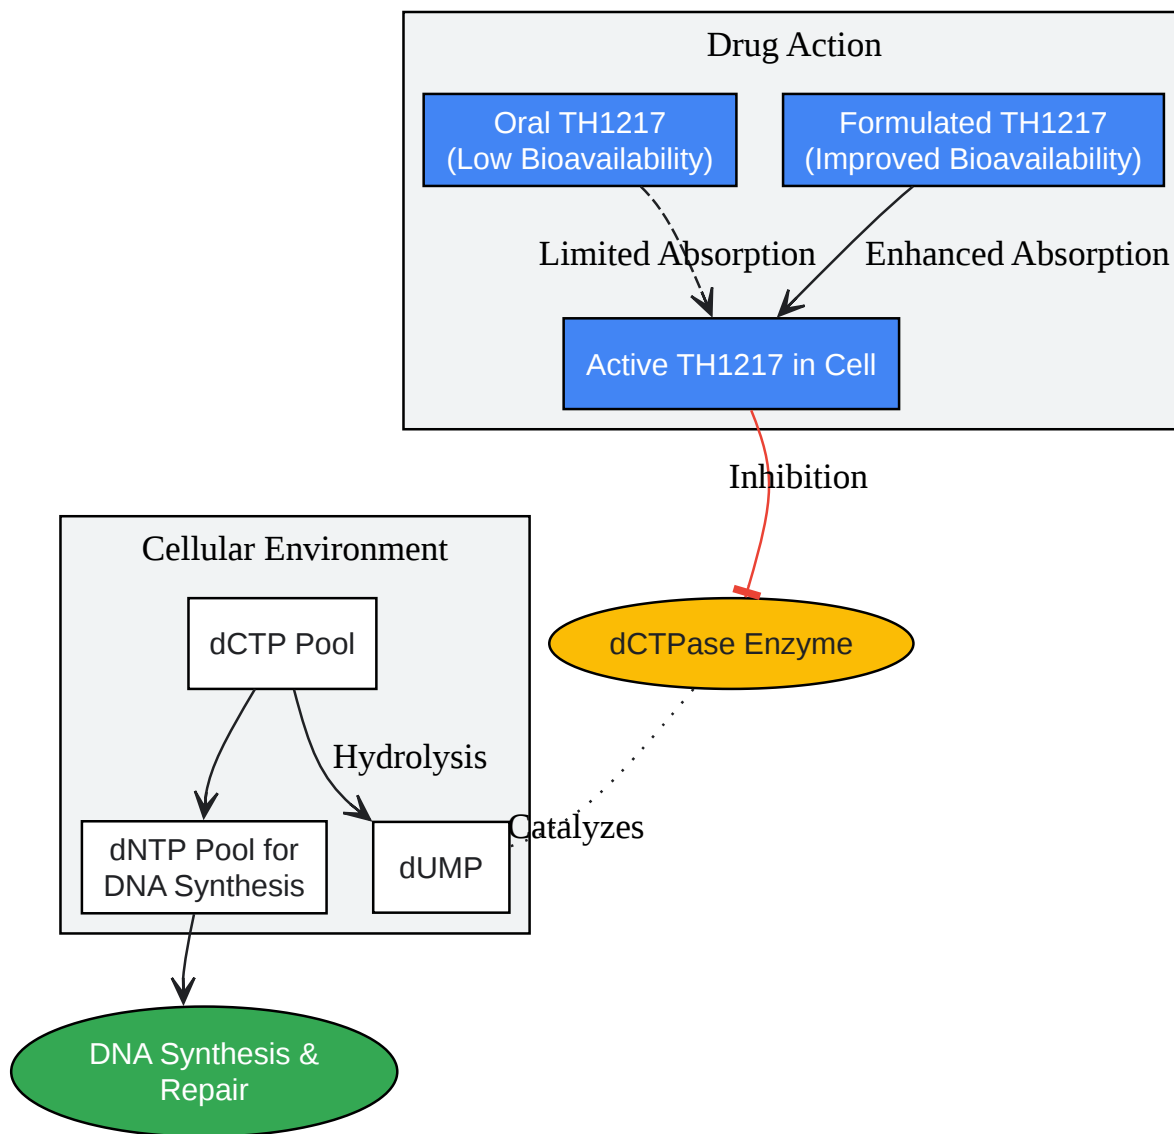 Drug Action
Oral TH1217
(Low Bioavailability)
Formulated TH1217
(Improved Bioavailability)
Limited Absorption
Enhanced Absorption
Active TH1217 in Cell
Inhibition
Cellular Environment
dCTP Pool
dCTPase Enzyme
Hydrolysis
Catalyzes
dNTP Pool for
DNA Synthesis
dUMP
DNA Synthesis &
Repair